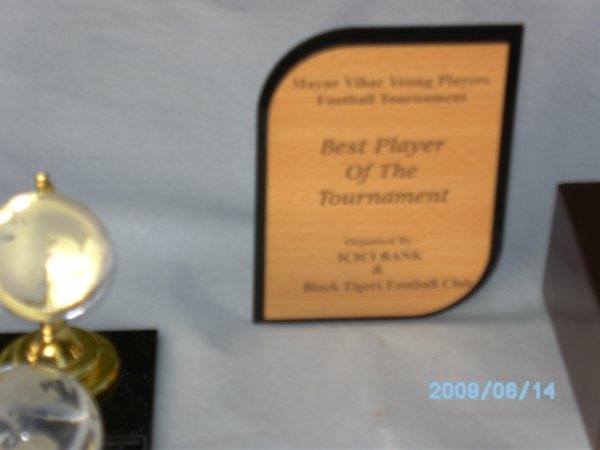 Mayur Vihar Young Players
Football Tournament
Best Player
Of The
Tournament
Organised By :
ICICI BANK
&
Black Tigers Football Club
2009/06/14